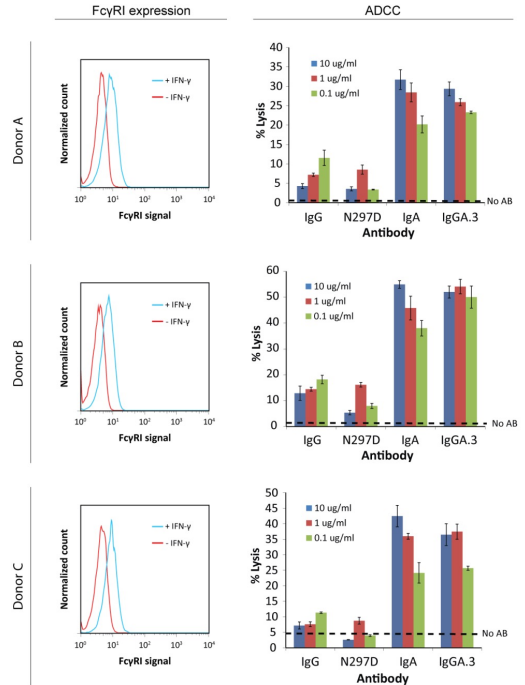 FcγRI expression
ADCC
Donor A
Normalized count
+ IFN-γ
- IFN-γ
10⁰ 10¹ 10² 10³ 10⁴
FcγRI signal
% Lysis
40
35
30
25
20
15
10
5
0
10 ug/ml
1 ug/ml
0.1 ug/ml
No AB
IgG N297D IgA IgGA.3
Antibody
Donor B
Normalized count
+ IFN-γ
- IFN-γ
10⁰ 10¹ 10² 10³ 10⁴
FcγRI signal
% Lysis
60
50
40
30
20
10
0
10 ug/ml
1 ug/ml
0.1 ug/ml
No AB
IgG N297D IgA IgGA.3
Antibody
Donor C
Normalized count
+ IFN-γ
- IFN-γ
10⁰ 10¹ 10² 10³ 10⁴
FcγRI signal
% Lysis
50
45
40
35
30
25
20
15
10
5
0
10 ug/ml
1 ug/ml
0.1 ug/ml
No AB
IgG N297D IgA IgGA.3
Antibody